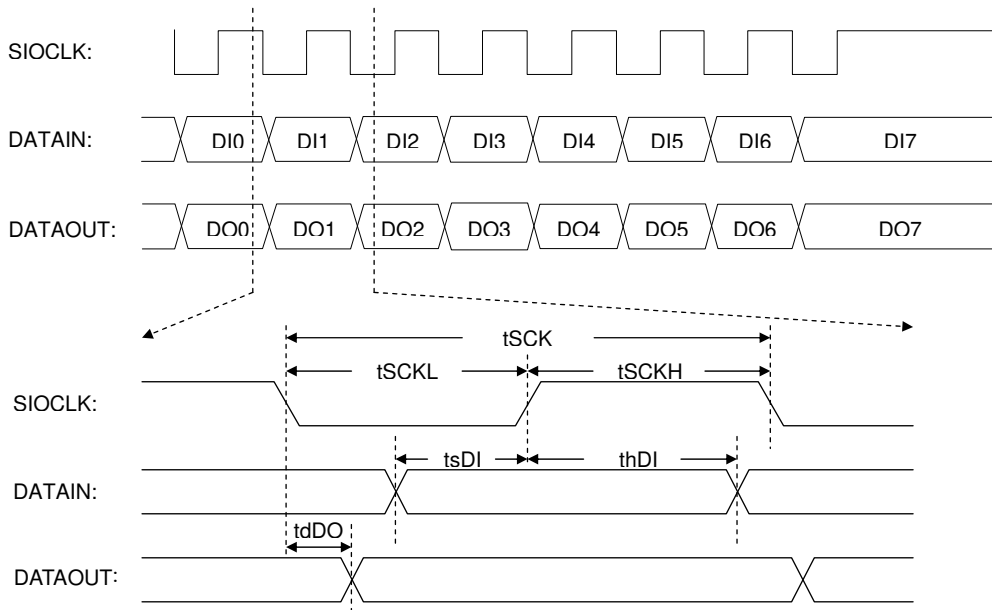 SIOCLK:
DATAIN: DI0 DI1 DI2 DI3 DI4 DI5 DI6 DI7
DATAOUT: DO0 DO1 DO2 DO3 DO4 DO5 DO6 DO7
tSCK
tSCKL tSCKH
SIOCLK:
tsDI thDI
DATAIN:
tdDO
DATAOUT: